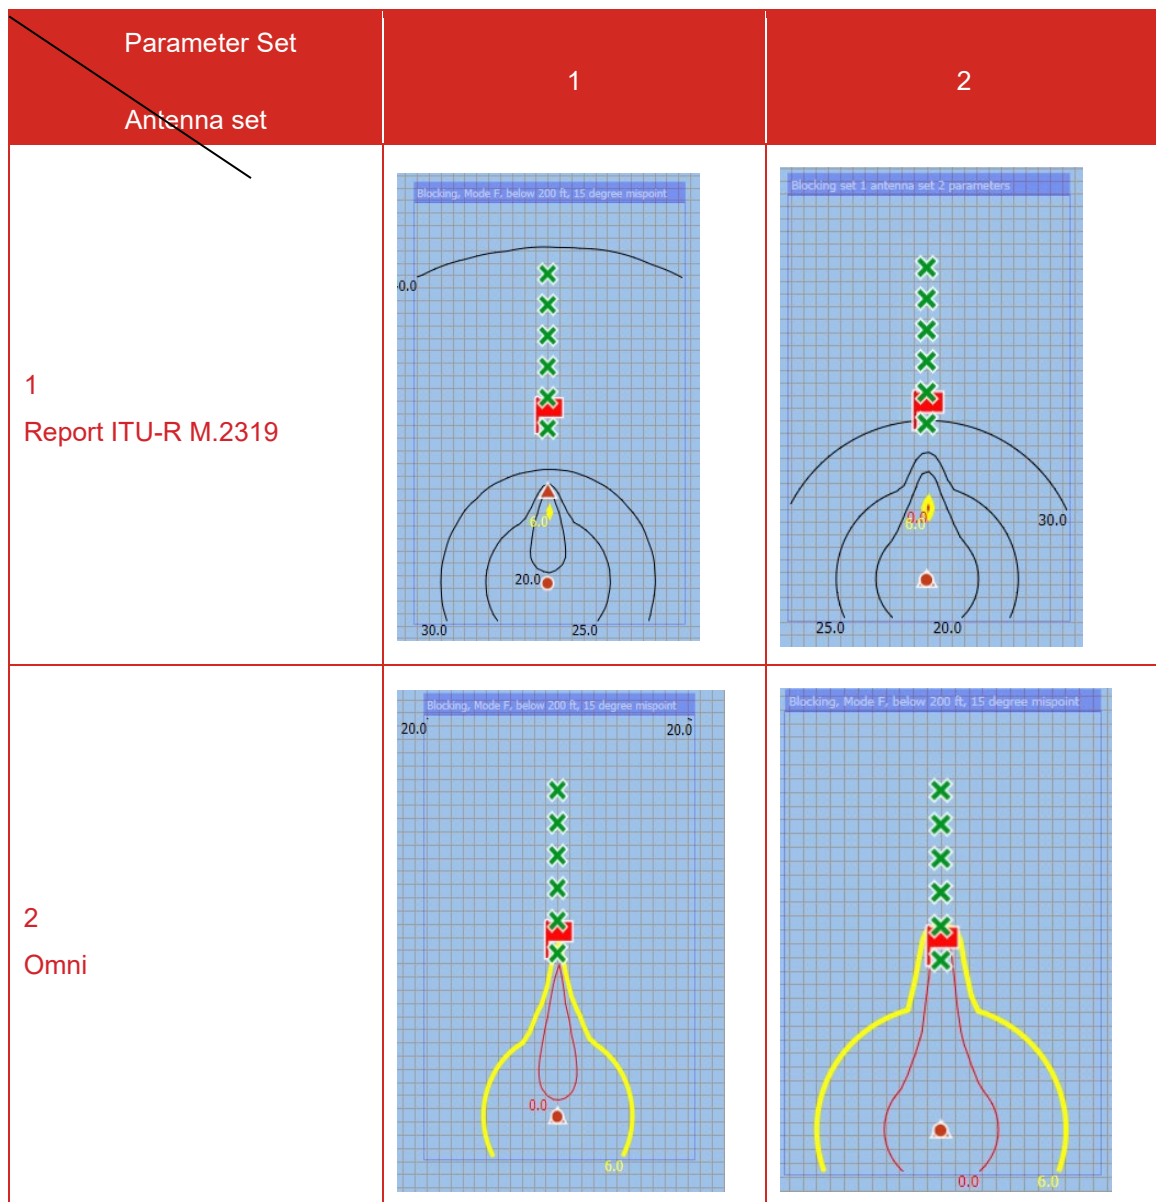 Parameter Set
Antenna set
1
2
1
Report ITU-R M.2319
Blocking, Mode F, below 200 ft, 15 degree mispoint
0.0
6.0
20.0
30.0
25.0
Blocking set 1 antenna set 2 parameters
0.0
6.0
30.0
25.0
20.0
2
Omni
Blocking, Mode F, below 200 ft, 15 degree mispoint
20.0
20.0
0.0
6.0
Blocking, Mode F, below 200 ft, 15 degree mispoint
0.0
6.0